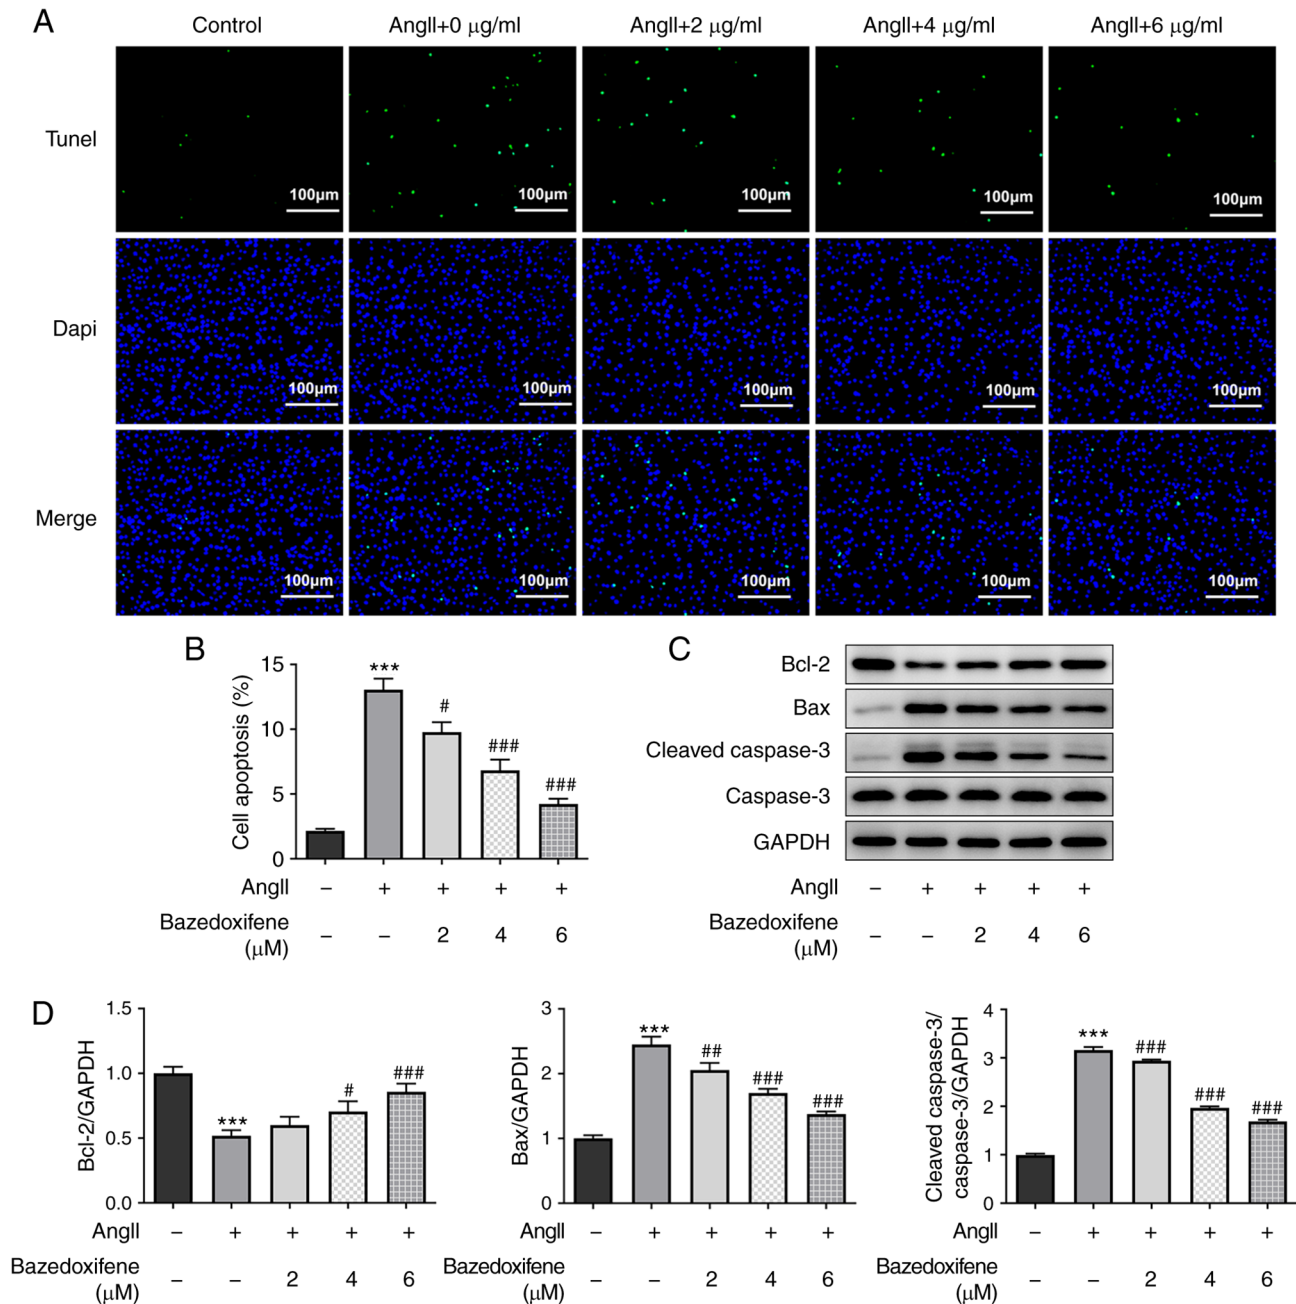 A
Control
AngII+0 μg/ml
AngII+2 μg/ml
AngII+4 μg/ml
AngII+6 μg/ml
Tunel
100μm
100μm
100μm
100μm
100μm
Dapi
100μm
100μm
100μm
100μm
100μm
Merge
100μm
100μm
100μm
100μm
100μm
B
Cell apoptosis (%)
15
10
5
0
***
#
###
###
AngII – + + + +
Bazedoxifene
(μM) – – 2 4 6
C
Bcl-2
Bax
Cleaved caspase-3
Caspase-3
GAPDH
AngII – + + + +
Bazedoxifene
(μM) – – 2 4 6
D
Bcl-2/GAPDH
1.5
1.0
0.5
0.0
***
#
###
AngII – + + + +
Bazedoxifene
(μM) – – 2 4 6
Bax/GAPDH
3
2
1
0
***
##
###
###
AngII – + + + +
Bazedoxifene
(μM) – – 2 4 6
Cleaved caspase-3/
caspase-3/GAPDH
4
3
2
1
0
***
###
###
###
AngII – + + + +
Bazedoxifene
(μM) – – 2 4 6